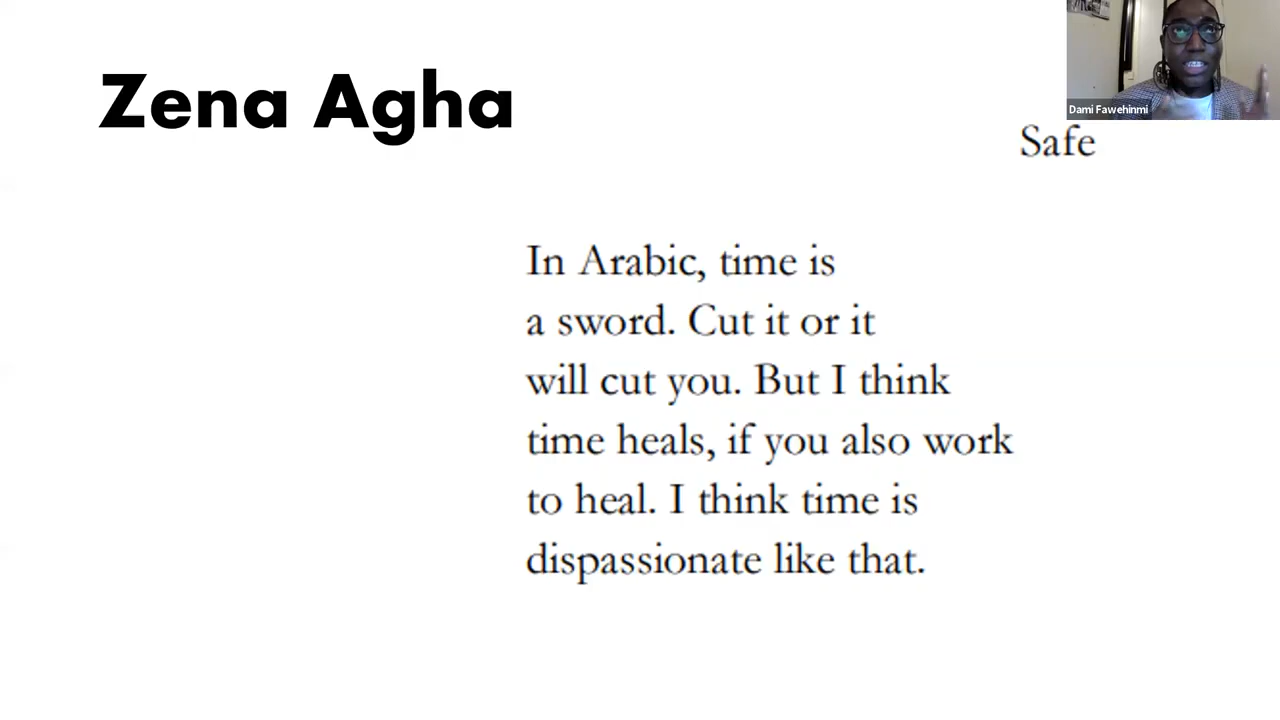 Zena Agha
Dami Fawehinmi
Safe
In Arabic, time is
a sword. Cut it or it
will cut you. But I think
time heals, if you also work
to heal. I think time is
dispassionate like that.